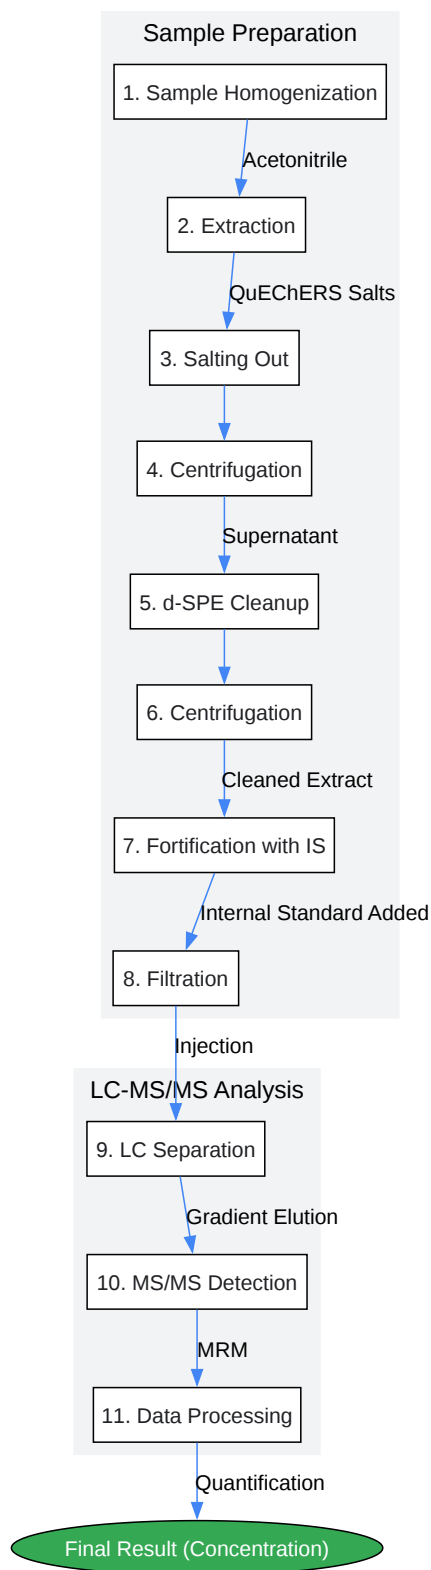 Sample Preparation
1. Sample Homogenization
Acetonitrile
2. Extraction
QuEChERS Salts
3. Salting Out
4. Centrifugation
Supernatant
5. d-SPE Cleanup
6. Centrifugation
Cleaned Extract
7. Fortification with IS
Internal Standard Added
8. Filtration
Injection
LC-MS/MS Analysis
9. LC Separation
Gradient Elution
10. MS/MS Detection
MRM
11. Data Processing
Quantification
Final Result (Concentration)